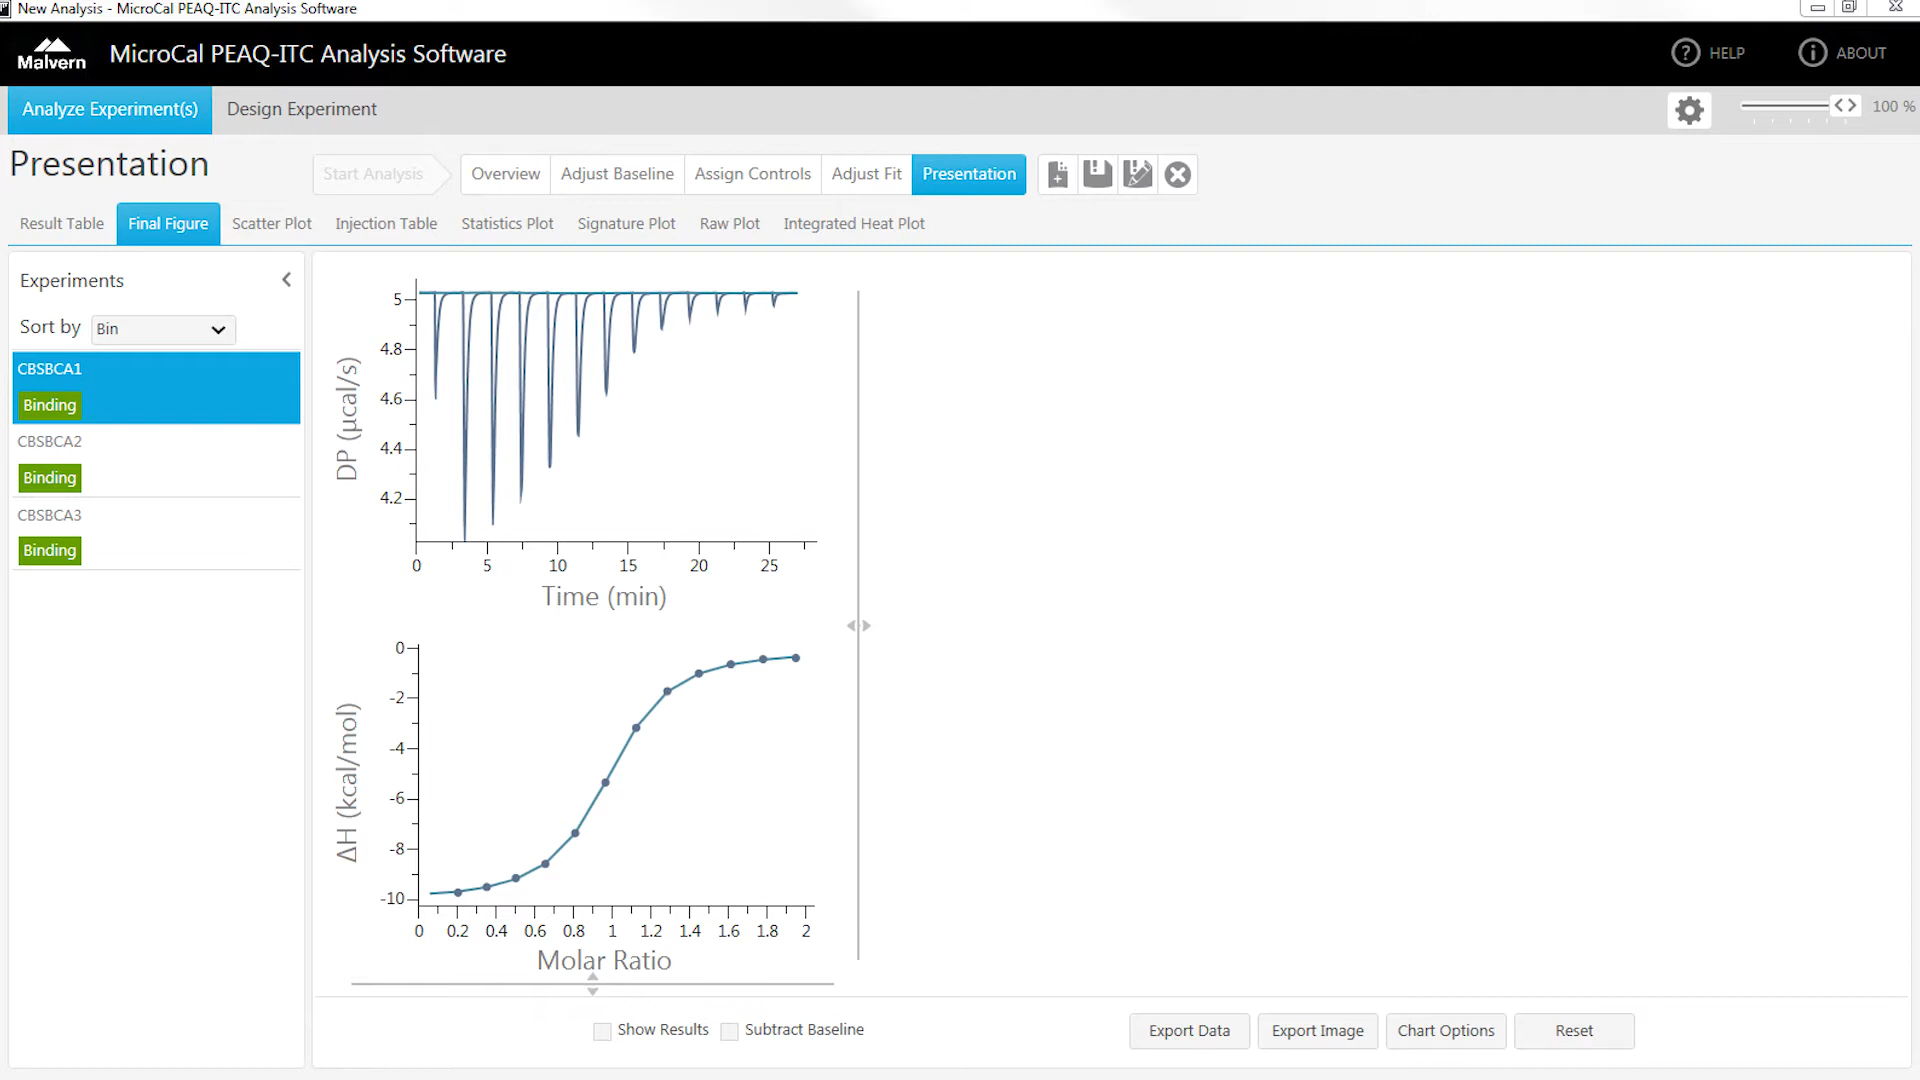 New Analysis - MicroCal PEAQ-ITC Analysis Software
Malvern
MicroCal PEAQ-ITC Analysis Software
? HELP
i ABOUT
Analyze Experiment(s)
Design Experiment
100 %
Presentation
Start Analysis
Overview
Adjust Baseline
Assign Controls
Adjust Fit
Presentation
Result Table
Final Figure
Scatter Plot
Injection Table
Statistics Plot
Signature Plot
Raw Plot
Integrated Heat Plot
Experiments
Sort by Bin
CBSBCA1
Binding
CBSBCA2
Binding
CBSBCA3
Binding
DP (µcal/s)
5
4.8
4.6
4.4
4.2
0 5 10 15 20 25
Time (min)
ΔH (kcal/mol)
0
-2
-4
-6
-8
-10
0 0.2 0.4 0.6 0.8 1 1.2 1.4 1.6 1.8 2
Molar Ratio
Show Results
Subtract Baseline
Export Data
Export Image
Chart Options
Reset